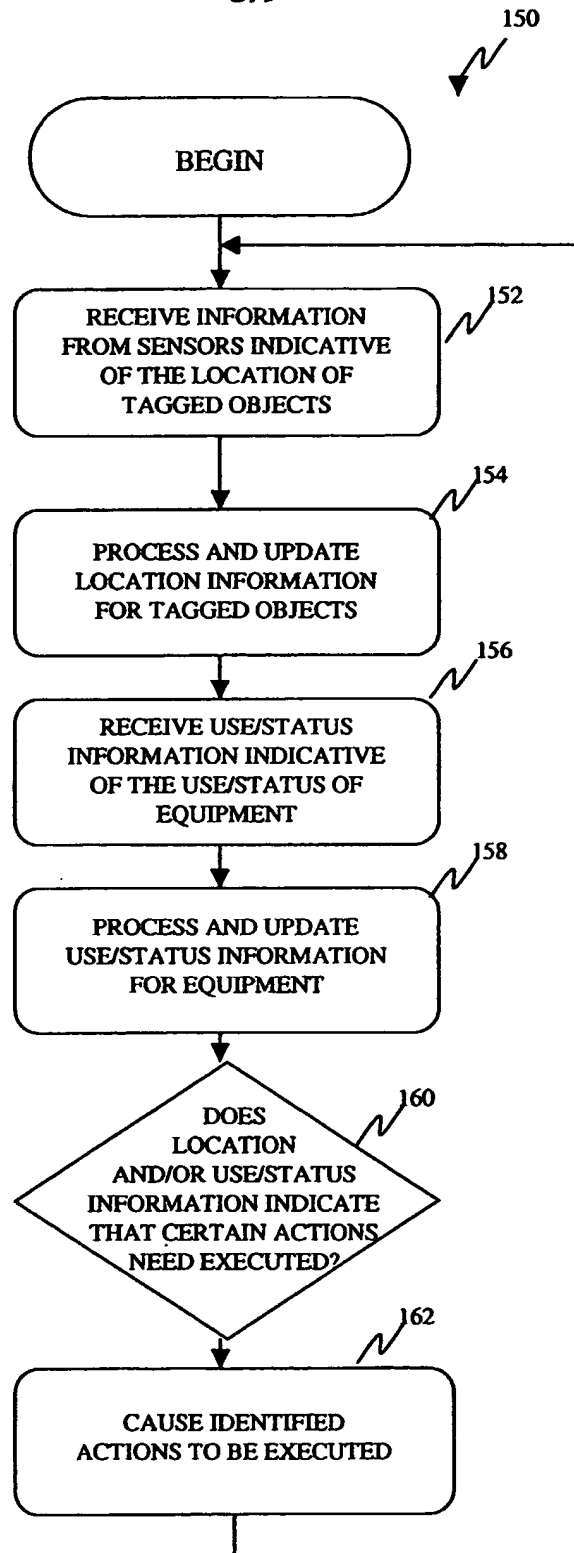 150
BEGIN
152
RECEIVE INFORMATION
FROM SENSORS INDICATIVE
OF THE LOCATION OF
TAGGED OBJECTS
154
PROCESS AND UPDATE
LOCATION INFORMATION
FOR TAGGED OBJECTS
156
RECEIVE USE/STATUS
INFORMATION INDICATIVE
OF THE USE/STATUS OF
EQUIPMENT
158
PROCESS AND UPDATE
USE/STATUS INFORMATION
FOR EQUIPMENT
160
DOES
LOCATION
AND/OR USE/STATUS
INFORMATION INDICATE
THAT CERTAIN ACTIONS
NEED EXECUTED?
162
CAUSE IDENTIFIED
ACTIONS TO BE EXECUTED